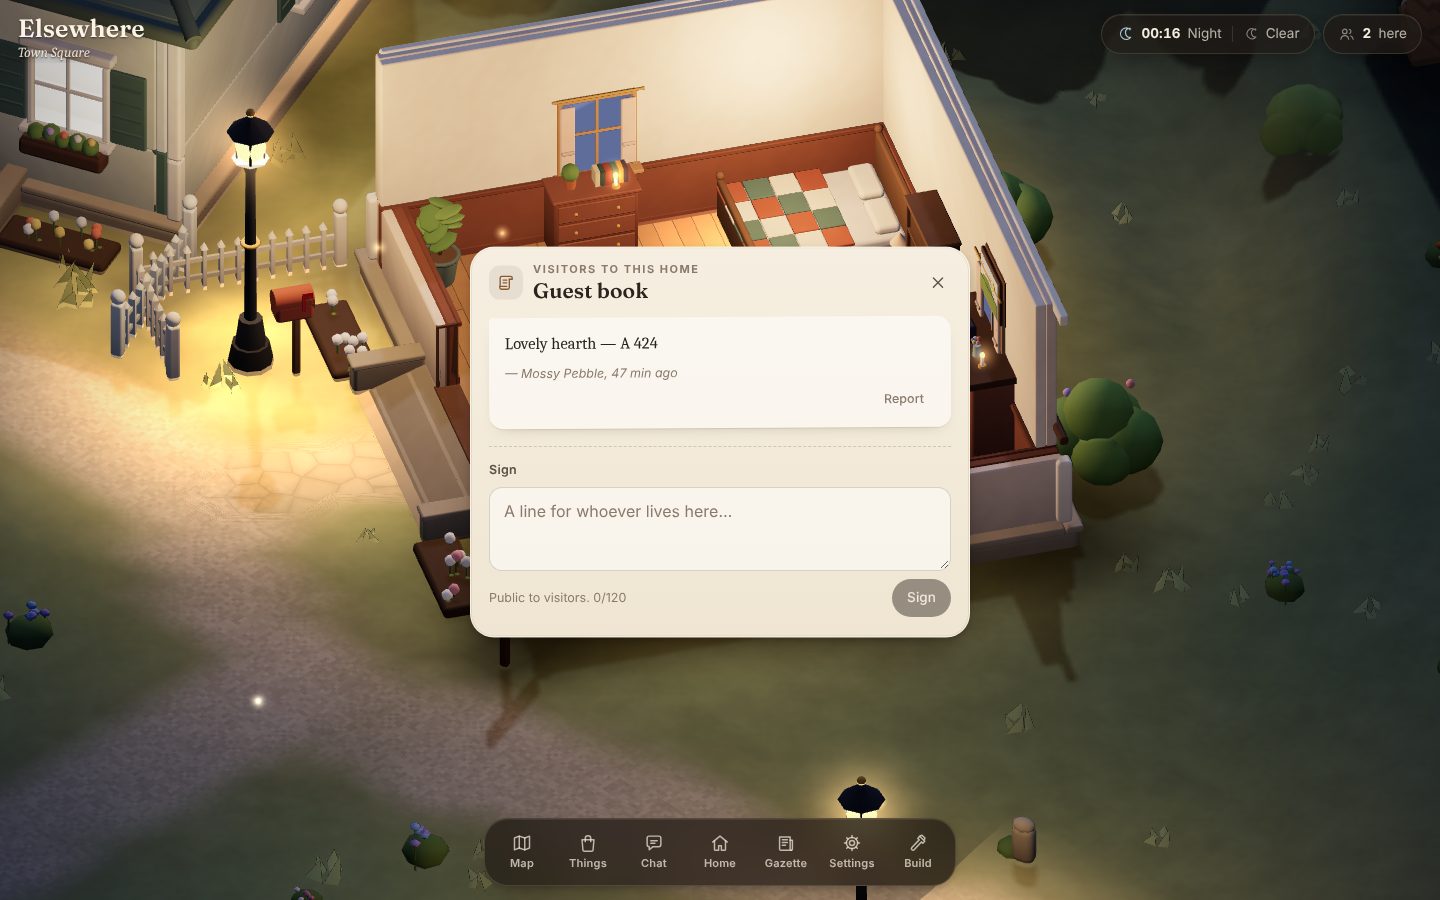 Elsewhere
Town Square
00:16 Night Clear
2 here
VISITORS TO THIS HOME
Guest book
Lovely hearth — A 424
— Mossy Pebble, 47 min ago
Report
Sign
A line for whoever lives here...
Public to visitors. 0/120
Sign
Map Things Chat Home Gazette Settings Build